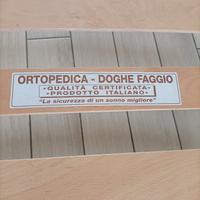 ORTOPEDICA - DOGHE FAGGIO
•QUALITÀ CERTIFICATA•
•PRODOTTO ITALIANO•
"La sicurezza di un sonno migliore"